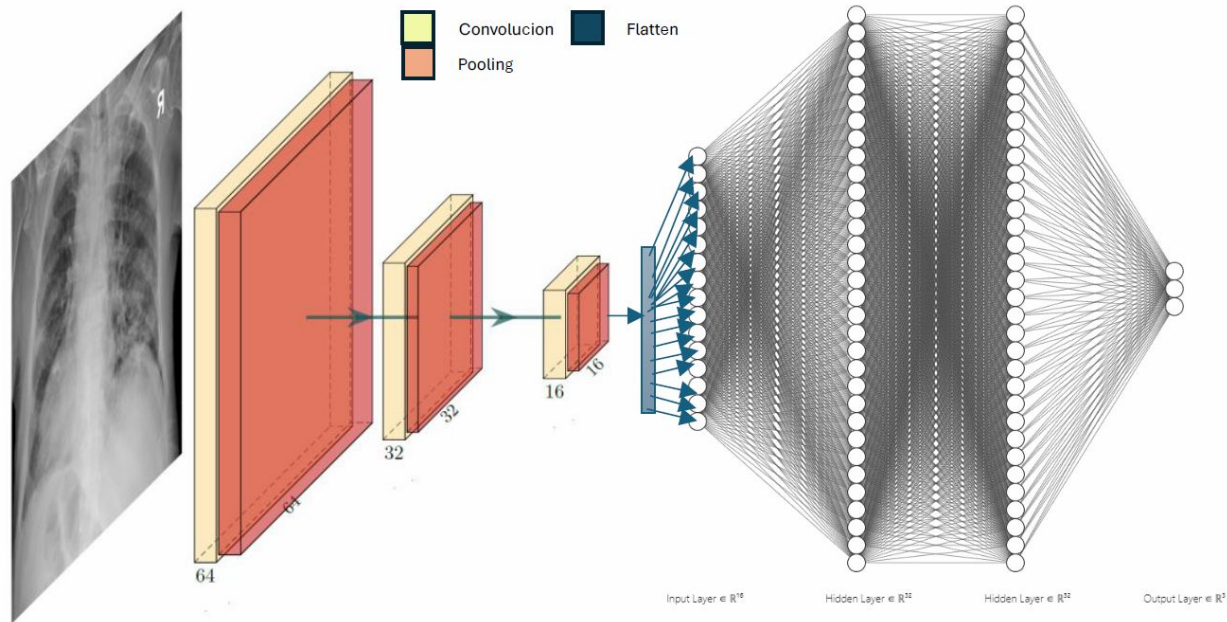 Convolucion
Flatten
Pooling
R
64
64
32
32
16
16
Input Layer ∈ ℝ¹⁶
Hidden Layer ∈ ℝ³²
Hidden Layer ∈ ℝ³²
Output Layer ∈ ℝ³